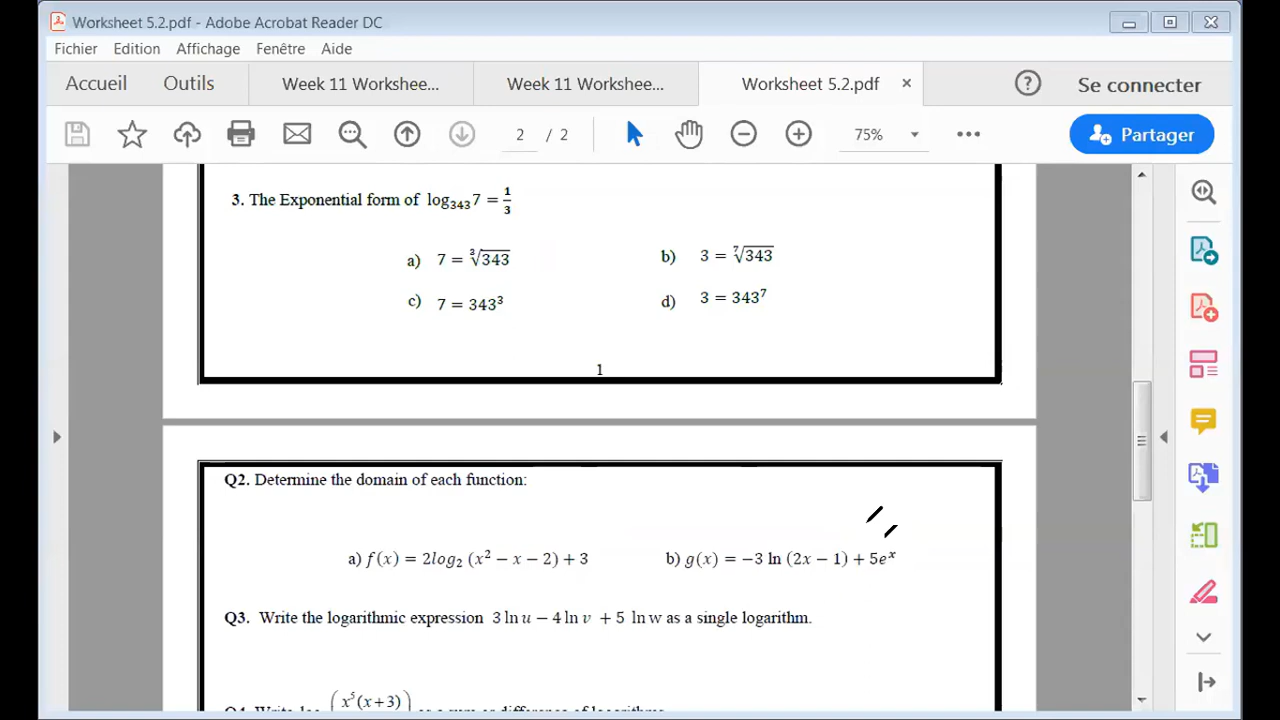 Worksheet 5.2.pdf - Adobe Acrobat Reader DC
Fichier Edition Affichage Fenêtre Aide
Accueil Outils Week 11 Workshee... Week 11 Workshee... Worksheet 5.2.pdf × ? Se connecter
2 / 2 75% Partager
3. The Exponential form of log₃₄₃7 = 1/3
a) 7 = ∛343 b) 3 = ⁷√343
c) 7 = 343³ d) 3 = 343⁷
1
Q2. Determine the domain of each function:
a) f(x) = 2log₂ (x² − x − 2) + 3 b) g(x) = −3 ln (2x − 1) + 5eˣ
Q3. Write the logarithmic expression 3 ln u − 4 ln v + 5 ln w as a single logarithm.
(x⁵(x+3))